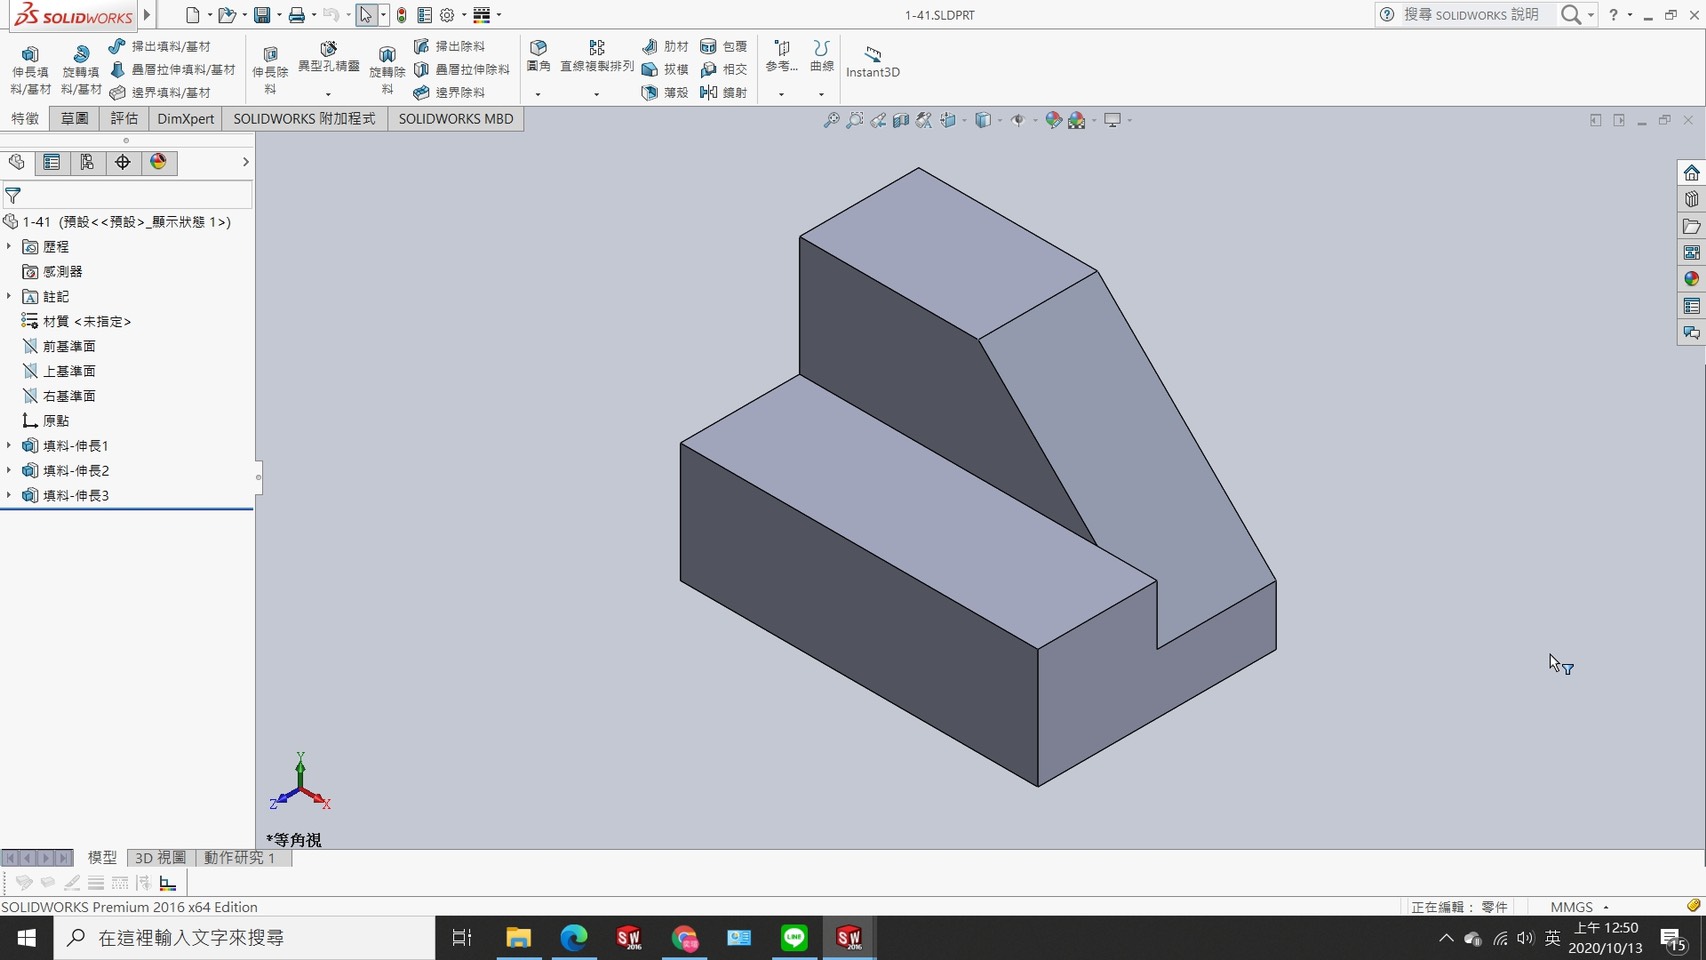 SOLIDWORKS
1-41.SLDPRT
搜尋 SOLIDWORKS 說明
?
伸長填料/基材
旋轉填料/基材
掃出填料/基材
疊層拉伸填料/基材
邊界填料/基材
伸長除料
異型孔精靈
旋轉除料
掃出除料
疊層拉伸除料
邊界除料
圓角
直線複製排列
肋材
拔模
薄殼
包覆
相交
鏡射
參考...
曲線
Instant3D
特徵
草圖
評估
DimXpert
SOLIDWORKS 附加程式
SOLIDWORKS MBD
1-41 (預設<<預設>_顯示狀態 1>)
歷程
感測器
註記
材質 <未指定>
前基準面
上基準面
右基準面
原點
填料-伸長1
填料-伸長2
填料-伸長3
Y
Z
X
*等角視
模型
3D 視圖
動作研究 1
SOLIDWORKS Premium 2016 x64 Edition
正在編輯： 零件
MMGS
在這裡輸入文字來搜尋
SW 2016
LINE
SW 2016
英
上午 12:50
2020/10/13
15